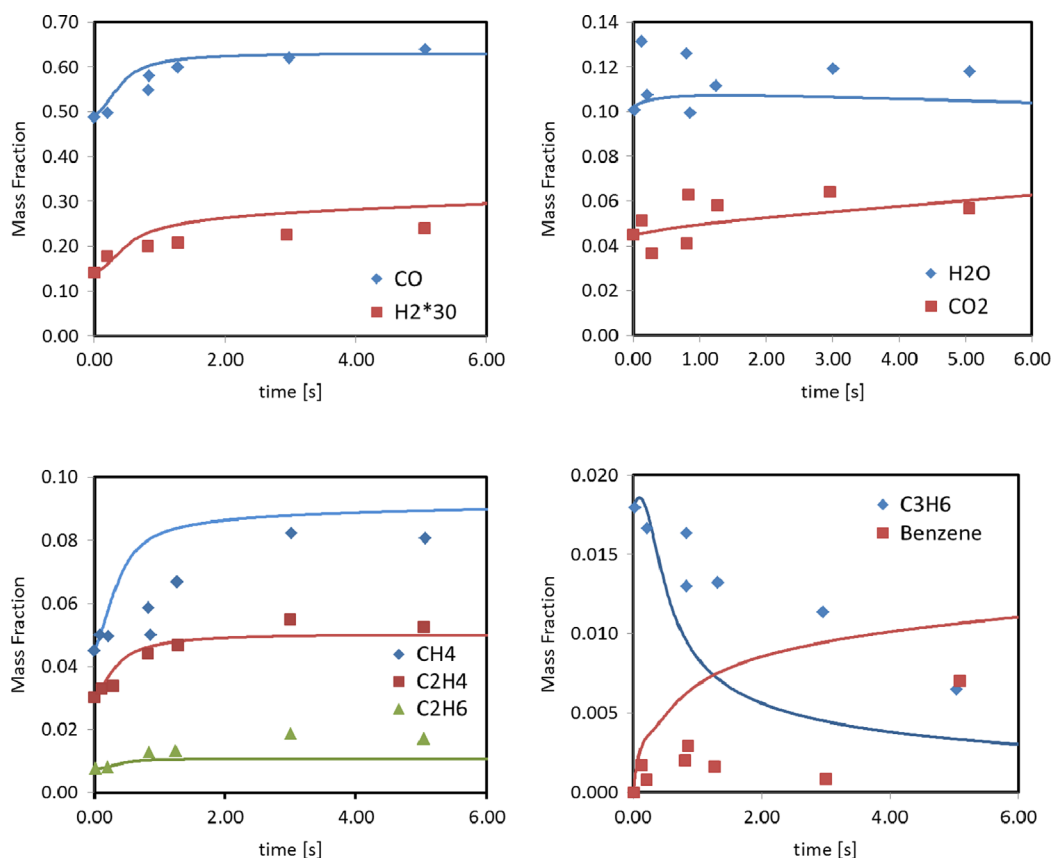 0.70
0.60
0.50
0.40
0.30
0.20
0.10
0.00
Mass Fraction
CO
H2*30
0.00 2.00 4.00 6.00
time [s]
0.14
0.12
0.10
0.08
0.06
0.04
0.02
0.00
Mass Fraction
H2O
CO2
0.00 1.00 2.00 3.00 4.00 5.00 6.00
time [s]
0.10
0.08
0.06
0.04
0.02
0.00
Mass Fraction
CH4
C2H4
C2H6
0.00 2.00 4.00 6.00
time [s]
0.020
0.015
0.010
0.005
0.000
Mass Fraction
C3H6
Benzene
0.00 2.00 4.00 6.00
time [s]